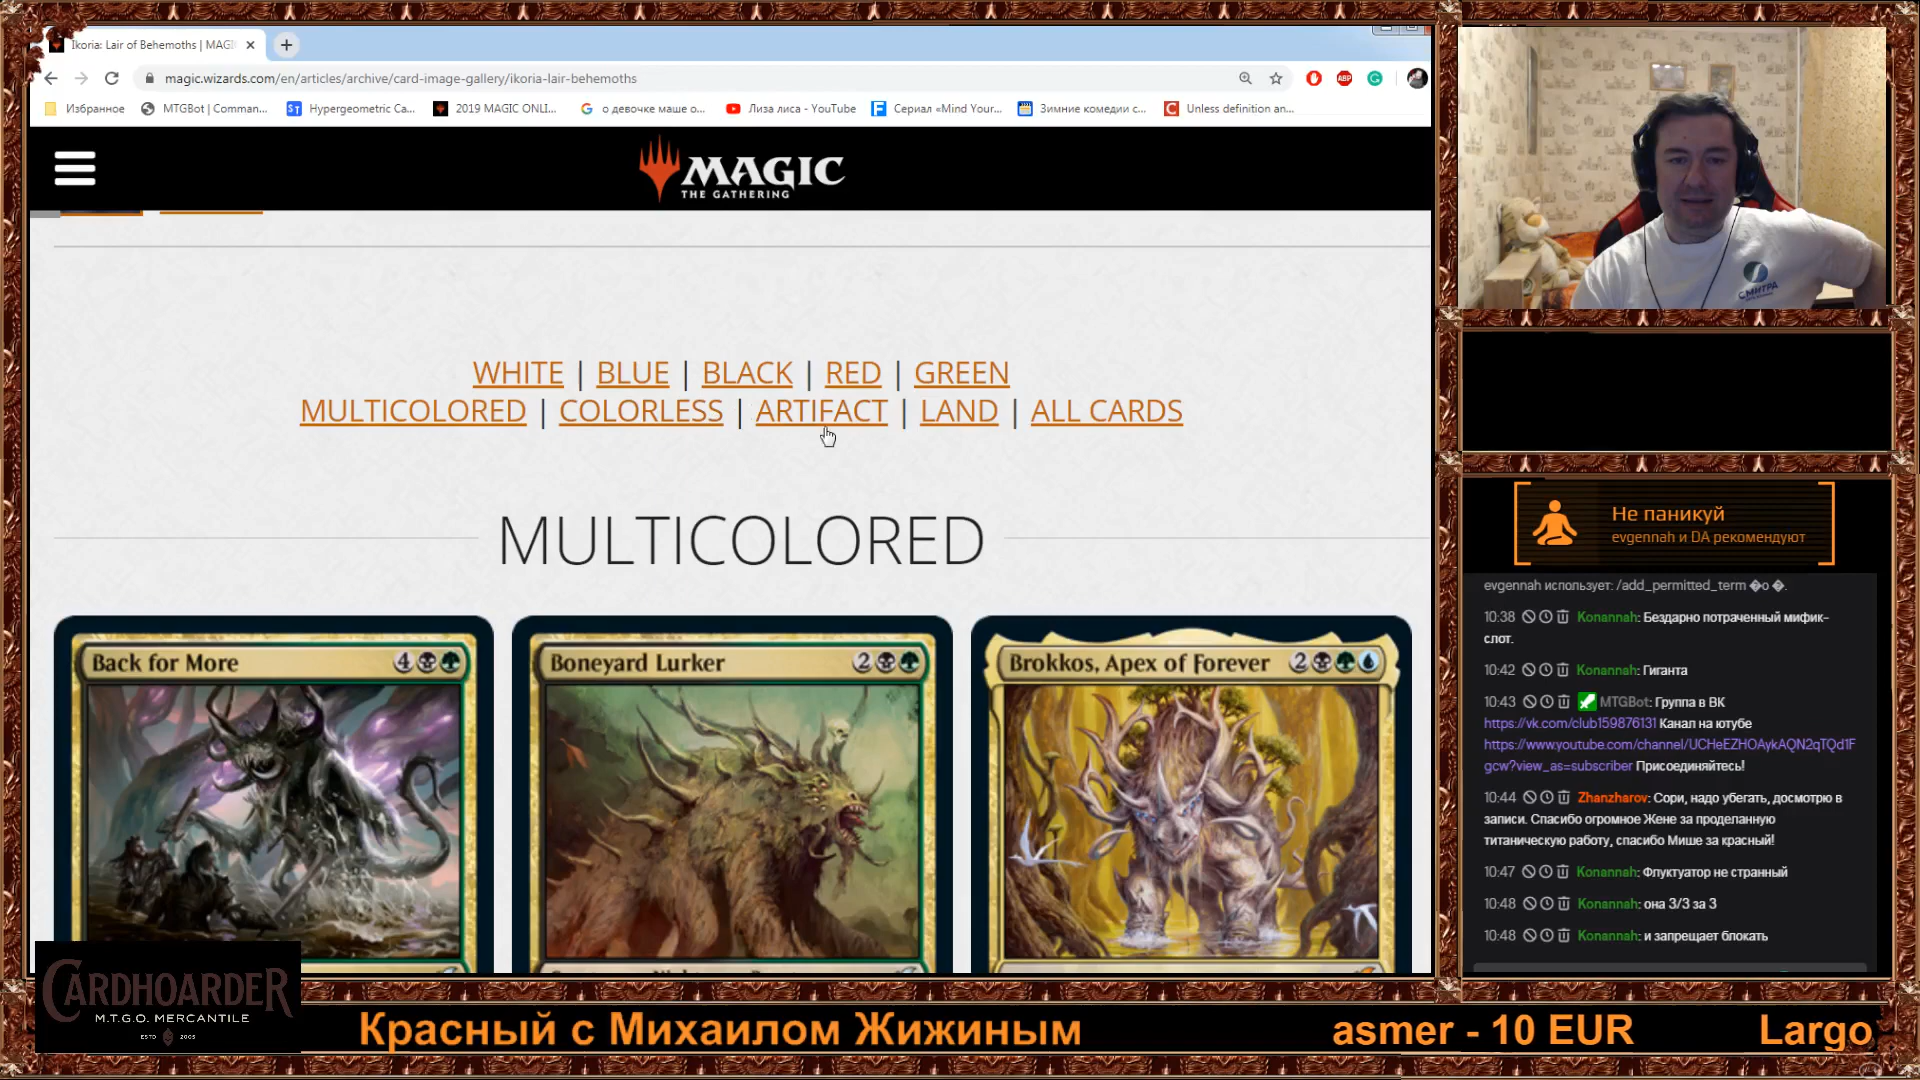 Ikoria: Lair of Behemoths | MAGI
magic.wizards.com/en/articles/archive/card-image-gallery/ikoria-lair-behemoths
Избранное
MTGBot | Comman...
Hypergeometric Ca...
2019 MAGIC ONLI...
о девочке маше о...
Лиза лиса - YouTube
Сериал «Mind Your...
Зимние комедии с...
Unless definition an...
MAGIC
THE GATHERING
WHITE | BLUE | BLACK | RED | GREEN
MULTICOLORED | COLORLESS | ARTIFACT | LAND | ALL CARDS
MULTICOLORED
Back for More 4
Boneyard Lurker 2
Brokkos, Apex of Forever 2
СМИТРА
Не паникуй
evgennah и DA рекомендуют
evgennah использует: /add_permitted_term �о �.
10:38 Konannah: Бездарно потраченный мифик-
слот.
10:42 Konannah: Гиганта
10:43 MTGBot: Группа в ВК
https://vk.com/club159876131 Канал на ютубе
https://www.youtube.com/channel/UCHeEZHOAykAQN2qTQd1F
gcw?view_as=subscriber Присоединяйтесь!
10:44 Zhanzharov: Сори, надо убегать, досмотрю в
записи. Спасибо огромное Жене за проделанную
титаническую работу, спасибо Мише за красный!
10:47 Konannah: Флуктуатор не странный
10:48 Konannah: она 3/3 за 3
10:48 Konannah: и запрещает блокать
CARDHOARDER
M.T.G.O. MERCANTILE
ESTD 2005
Красный с Михаилом Жижиным
asmer - 10 EUR
Largo